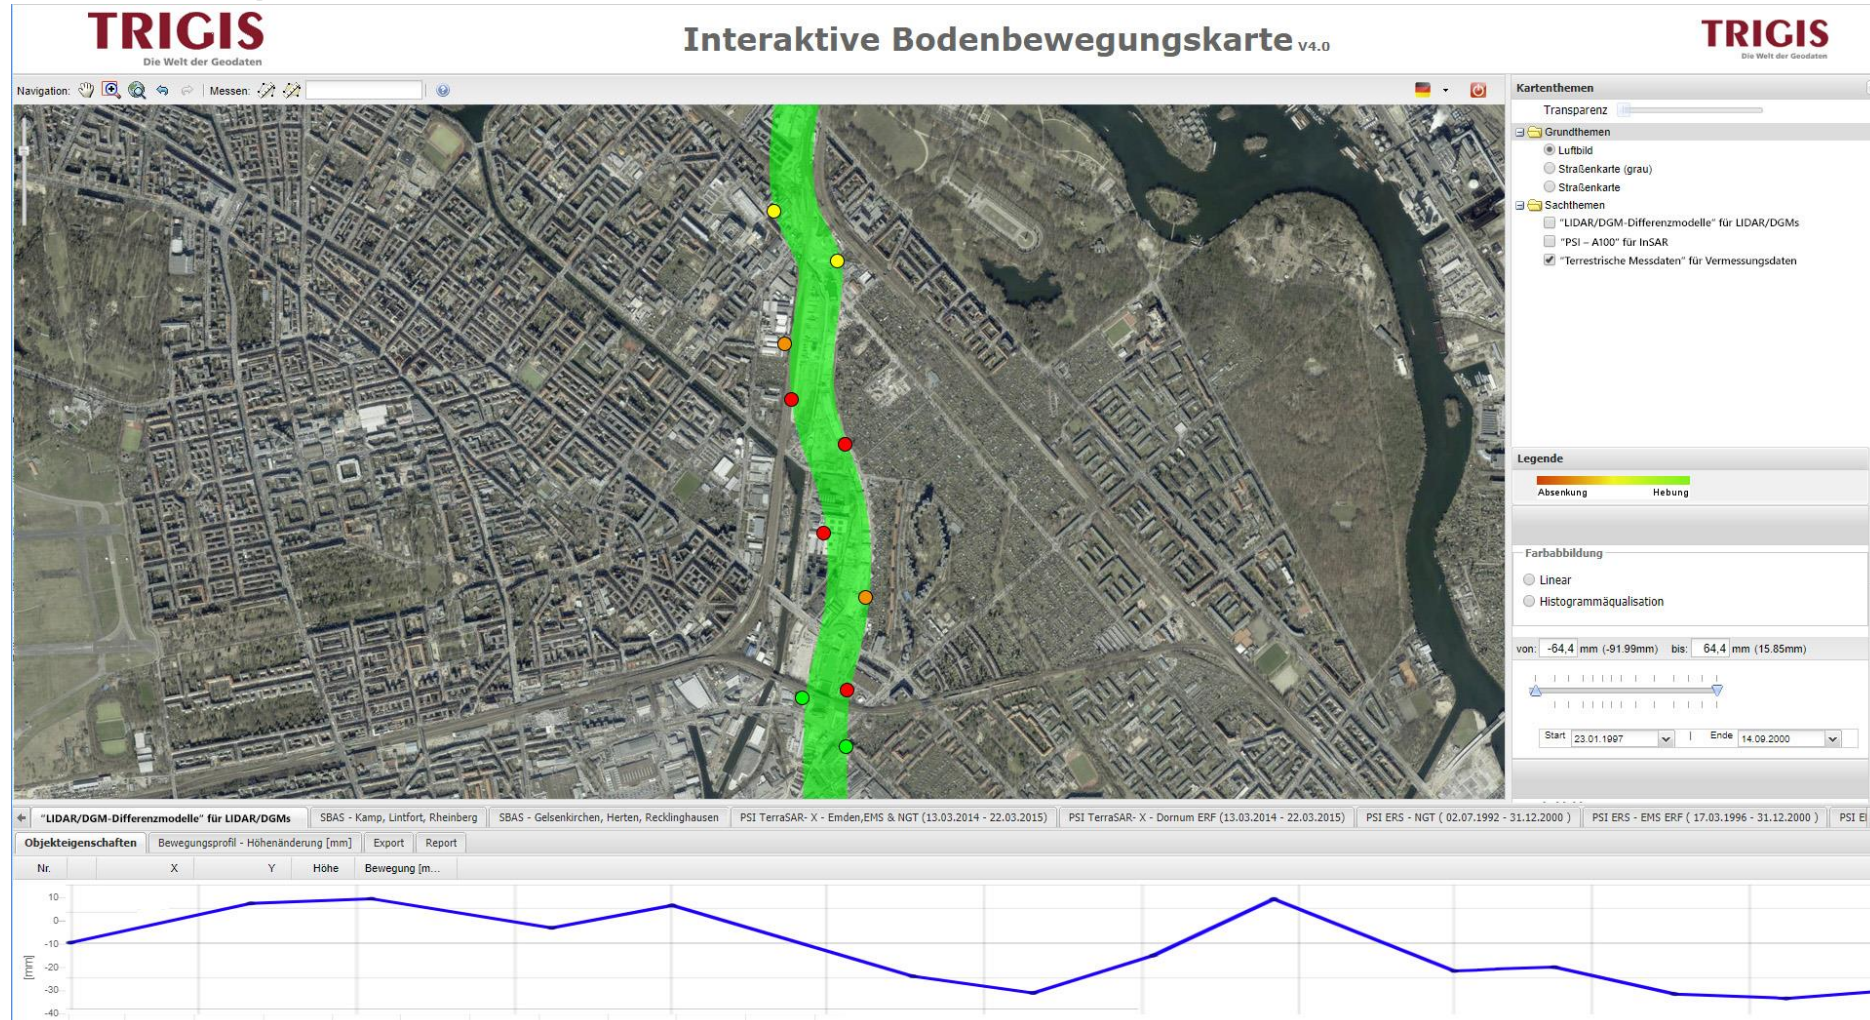 TRIGIS
Die Welt der Geodaten
Interaktive Bodenbewegungskarte V4.0
TRIGIS
Die Welt der Geodaten
Navigation:
Messen:
Kartenthemen
Transparenz
Grundthemen
Luftbild
Straßenkarte (grau)
Straßenkarte
Sachthemen
"LIDAR/DGM-Differenzmodelle" für LIDAR/DGMs
"PSI – A100" für InSAR
"Terrestrische Messdaten" für Vermessungsdaten
Legende
Absenkung Hebung
Farbabbildung
Linear
Histogrammäqualisation
von: -64,4 mm (-91.99mm) bis: 64,4 mm (15.85mm)
Start 23.01.1997 | Ende 14.09.2000
"LIDAR/DGM-Differenzmodelle" für LIDAR/DGMs SBAS - Kamp, Lintfort, Rheinberg SBAS - Gelsenkirchen, Herten, Recklinghausen PSI TerraSAR- X - Emden,EMS & NGT (13.03.2014 - 22.03.2015) PSI TerraSAR- X - Dornum ERF (13.03.2014 - 22.03.2015) PSI ERS - NGT ( 02.07.1992 - 31.12.2000 ) PSI ERS - EMS ERF ( 17.03.1996 - 31.12.2000 ) PSI
Objekteigenschaften Bewegungsprofil - Höhenänderung [mm] Export Report
Nr. X Y Höhe Bewegung [m...
10
0
-10
-20
-30
-40
[mm]